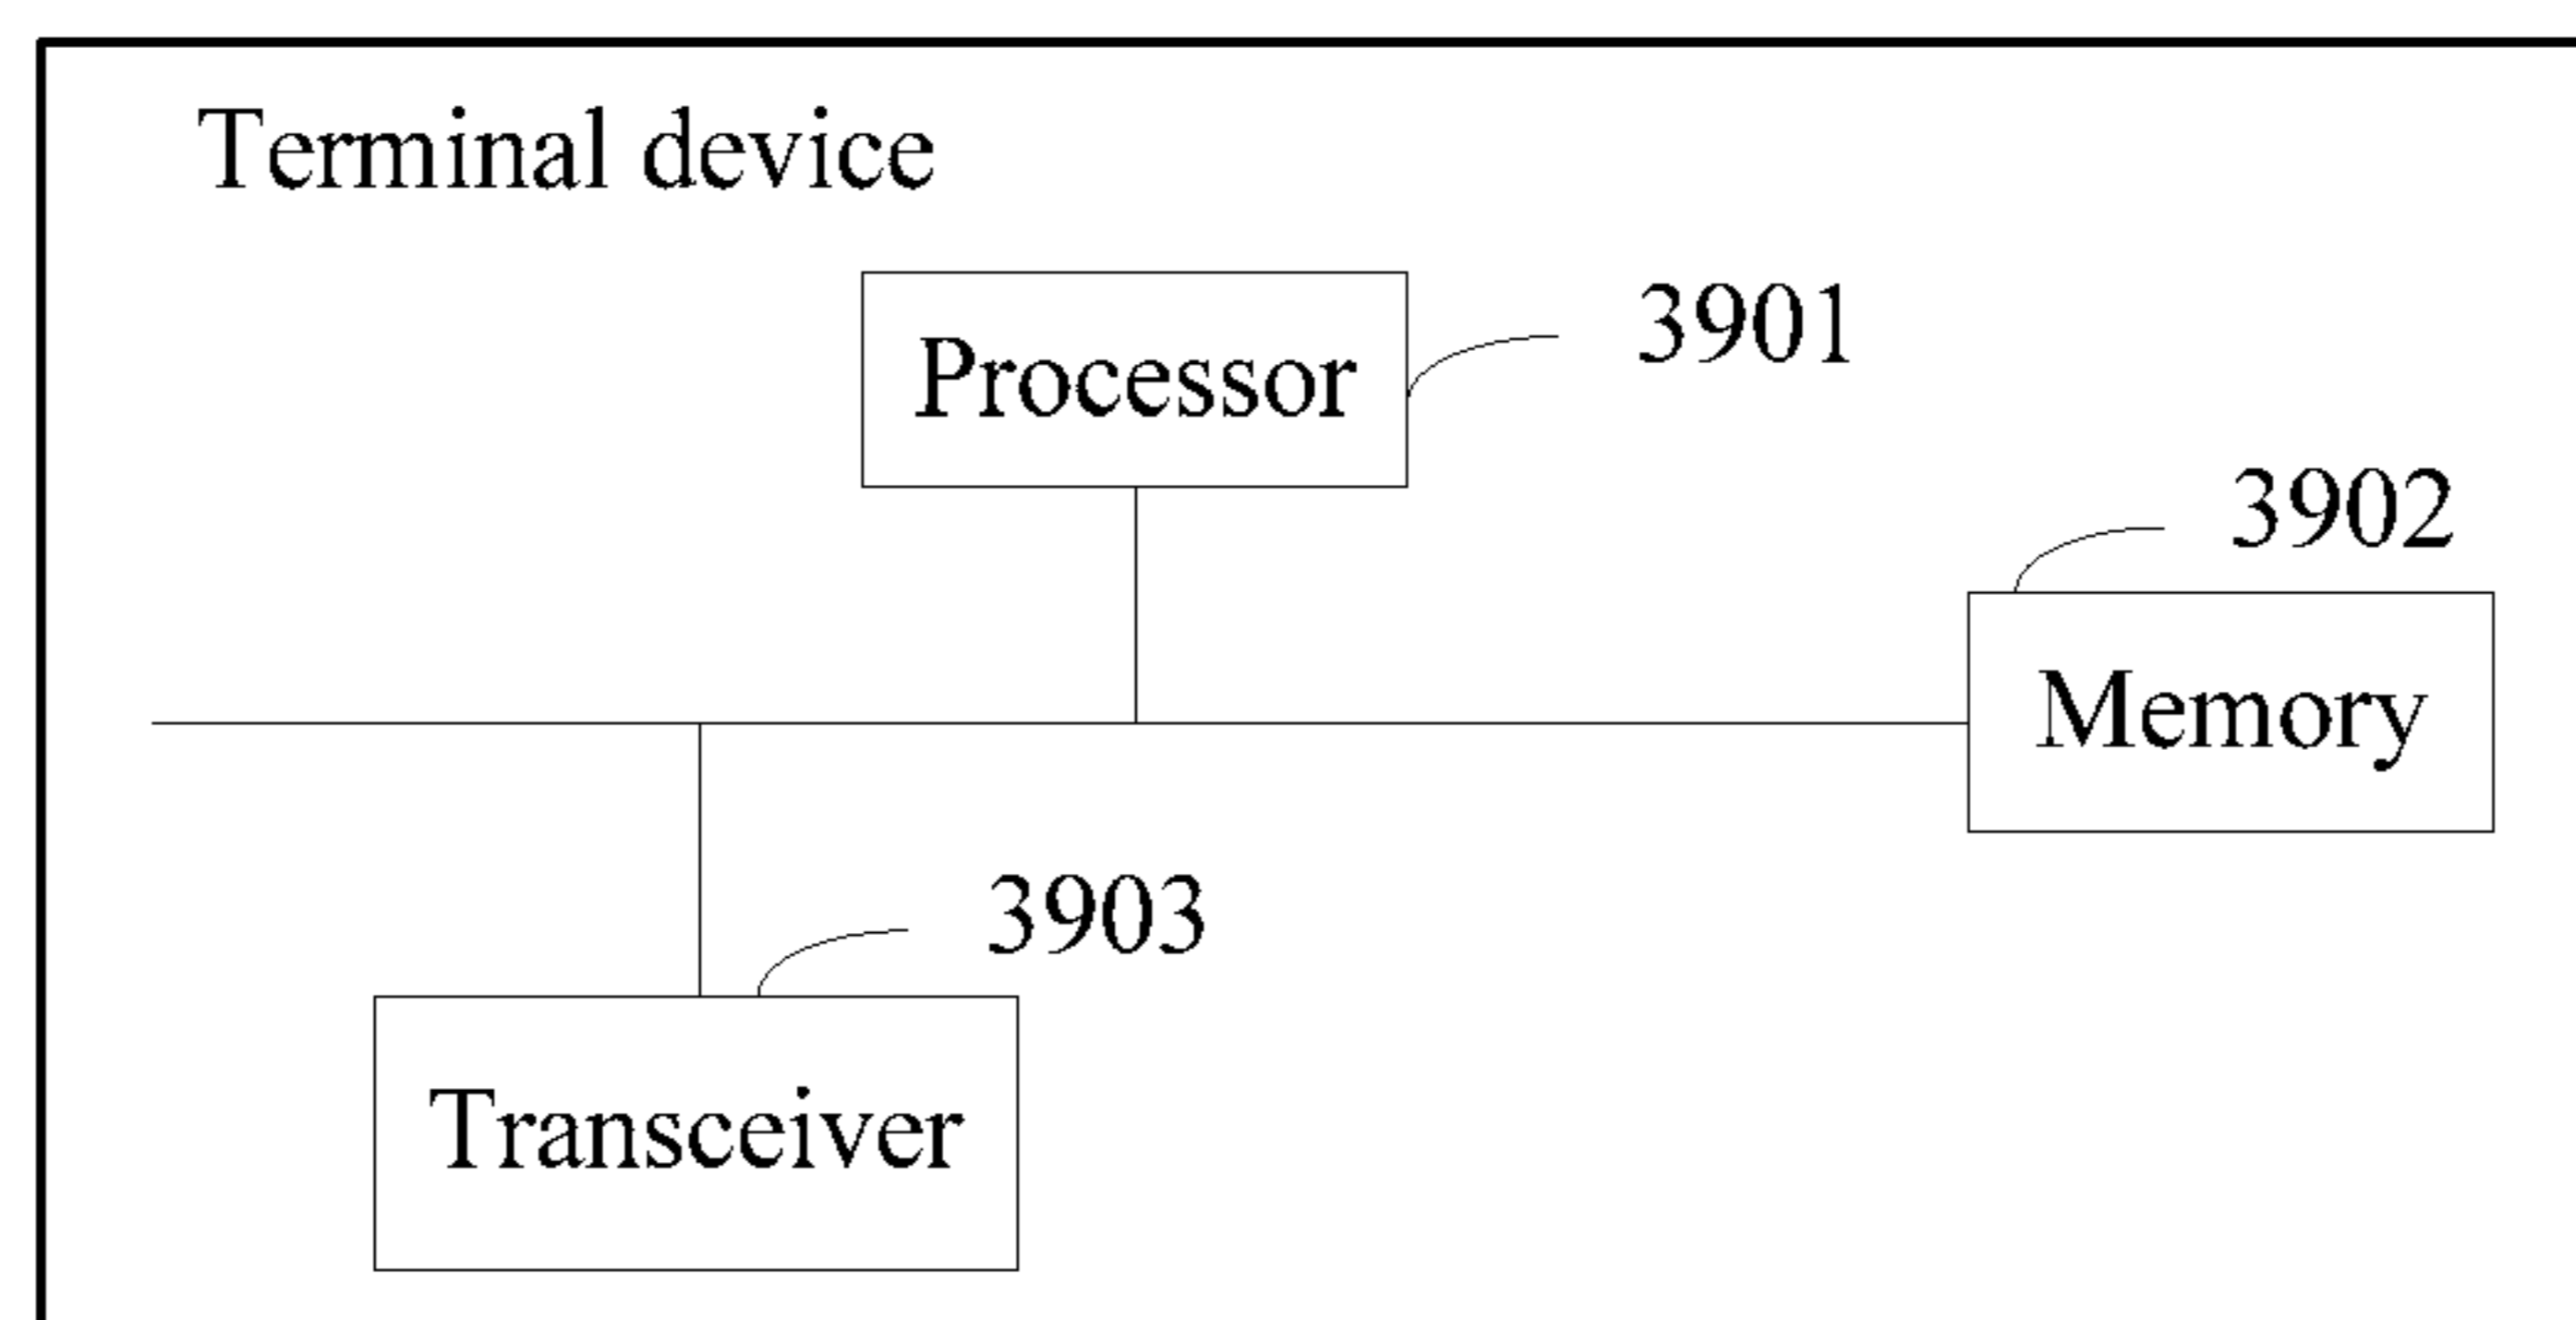 Terminal device
3901
Processor
3902
Memory
3903
Transceiver